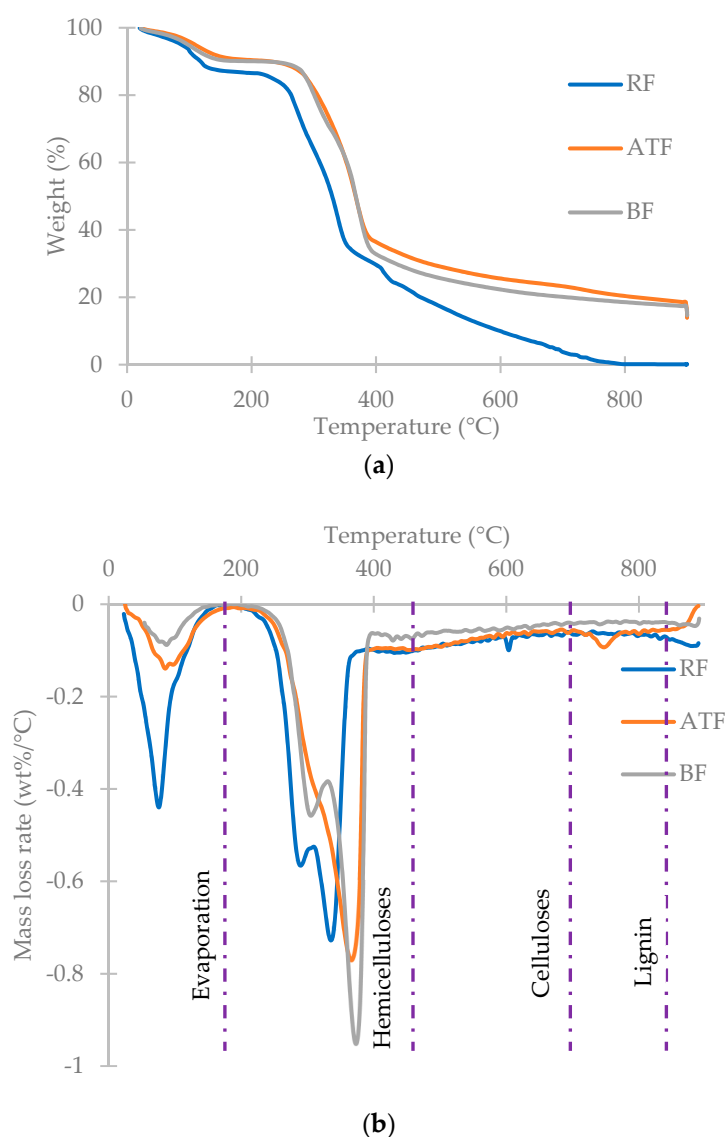 100
80
60
40
20
0
Weight (%)
RF
ATF
BF
0 200 400 600 800
Temperature (°C)
(a)
Temperature (°C)
0 200 400 600 800
0
-0.2
-0.4
-0.6
-0.8
-1
Mass loss rate (wt%/°C)
RF
ATF
BF
Evaporation
Hemicelluloses
Celluloses
Lignin
(b)